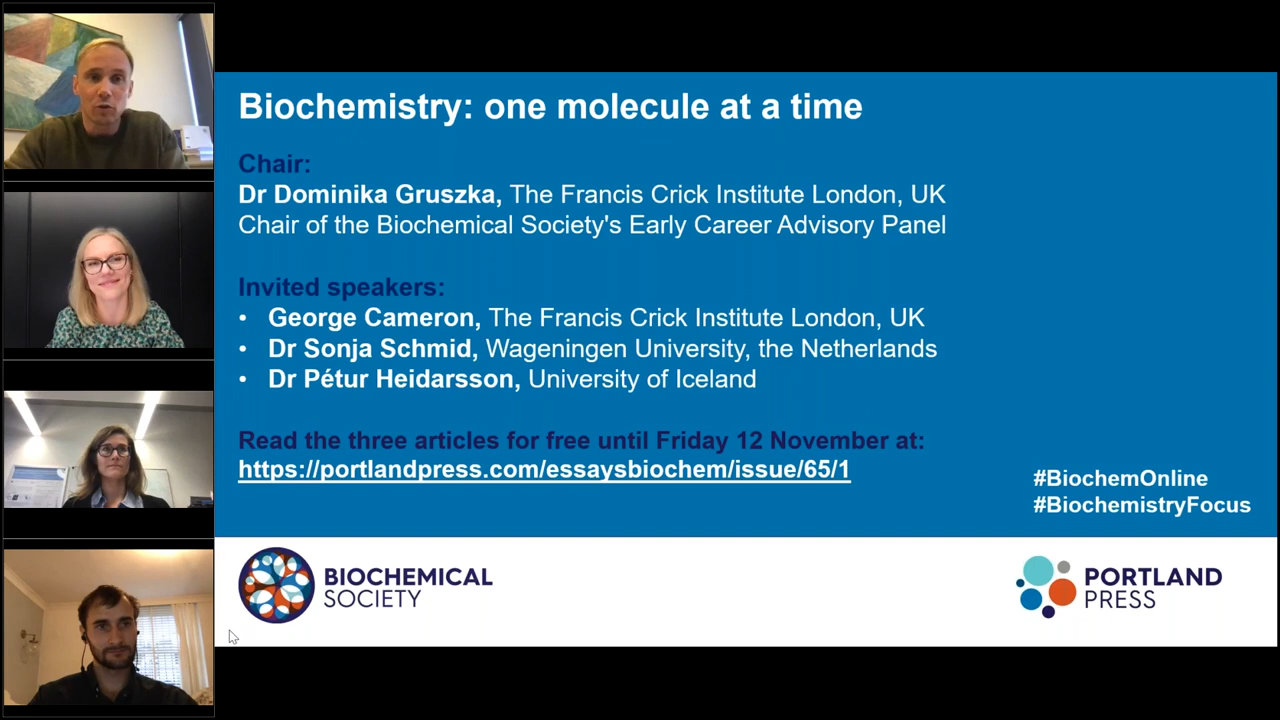 Biochemistry: one molecule at a time
Chair:
Dr Dominika Gruszka, The Francis Crick Institute London, UK
Chair of the Biochemical Society's Early Career Advisory Panel
Invited speakers:
• George Cameron, The Francis Crick Institute London, UK
• Dr Sonja Schmid, Wageningen University, the Netherlands
• Dr Pétur Heidarsson, University of Iceland
Read the three articles for free until Friday 12 November at:
https://portlandpress.com/essaysbiochem/issue/65/1
#BiochemOnline
#BiochemistryFocus
BIOCHEMICAL
SOCIETY
PORTLAND
PRESS